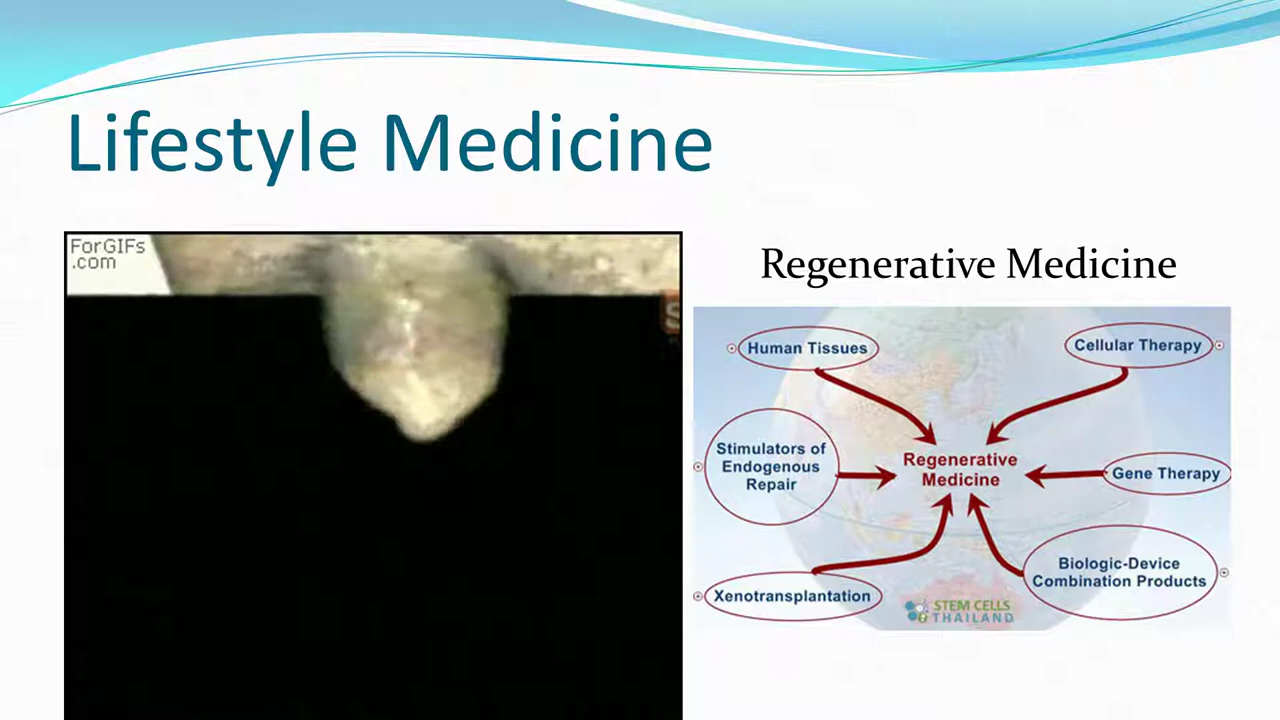 Lifestyle Medicine
ForGIFs
.com
S
Regenerative Medicine
Human Tissues
Cellular Therapy
Stimulators of
Endogenous
Repair
Regenerative
Medicine
Gene Therapy
Xenotransplantation
Biologic-Device
Combination Products
STEM CELLS
THAILAND